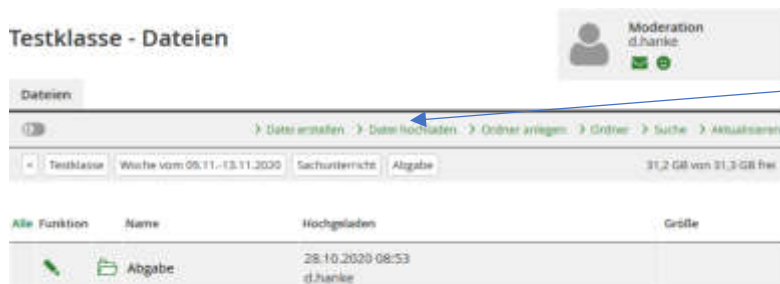 Testklasse - Dateien
Moderation
d.hanke
Dateien
> Datei erstellen > Datei hochladen > Ordner anlegen > Ordner > Suche > Aktualisieren
Testklasse Woche vom 09.11.-13.11.2020 Sachunterricht Abgabe 31,2 GB von 31,3 GB frei
Alle Funktion Name Hochgeladen Größe
Abgabe 28.10.2020 08:53
d.hanke